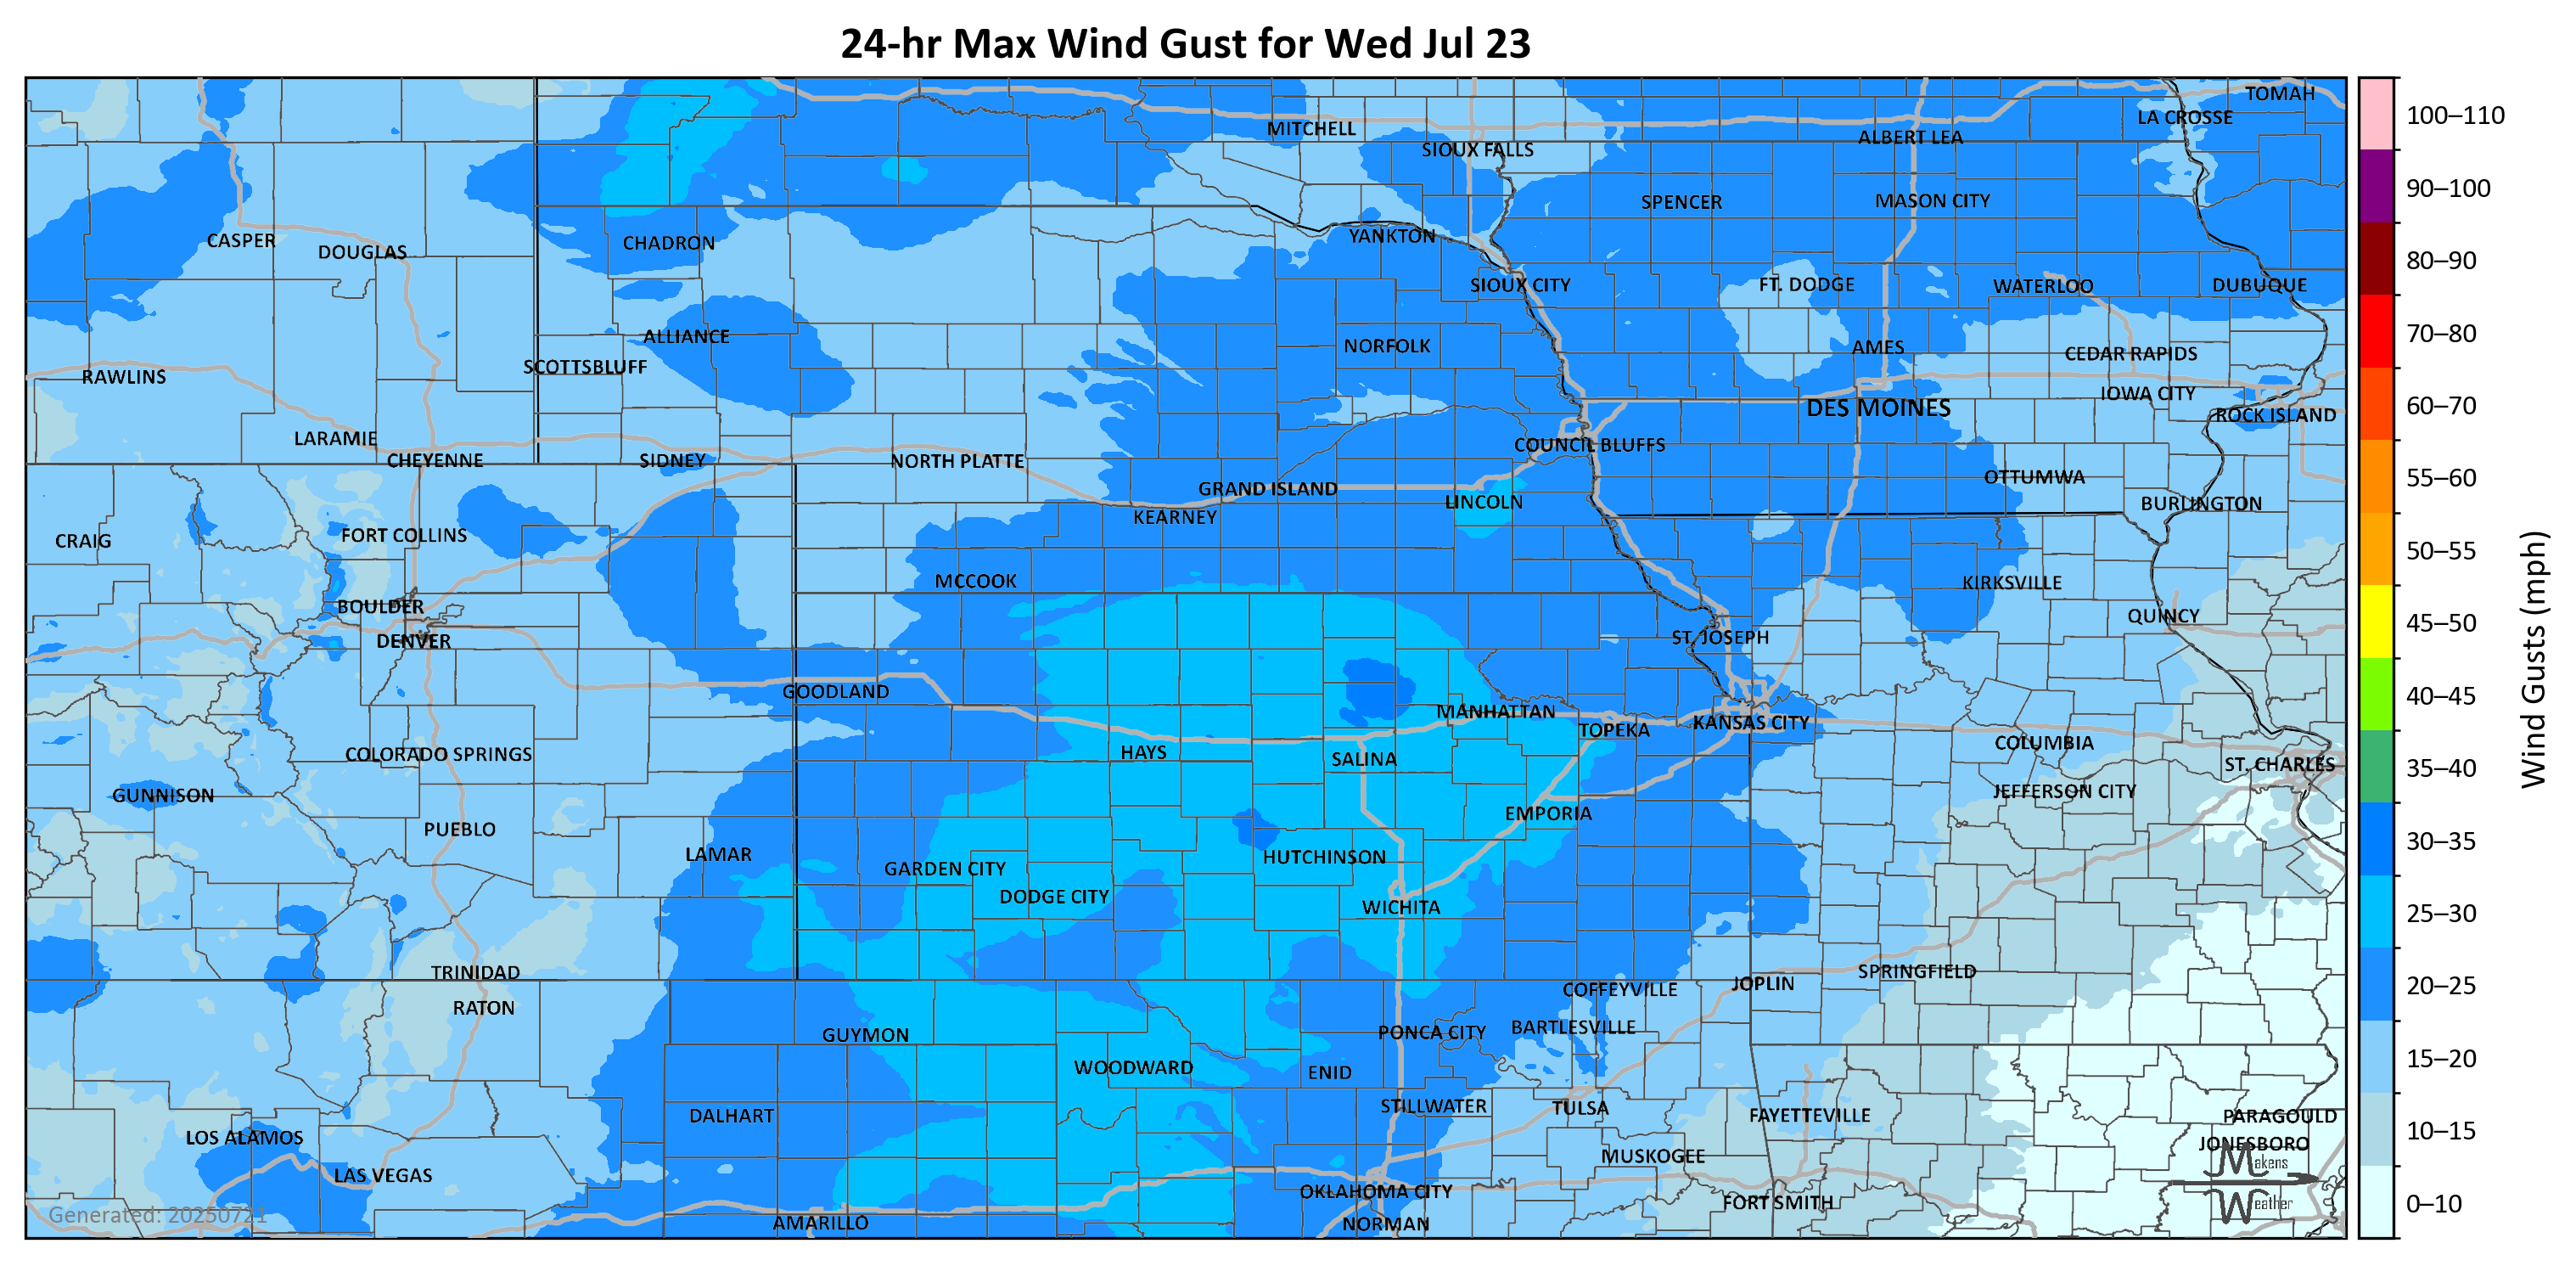 24-hr Max Wind Gust for Wed Jul 23
TOMAH
LA CROSSE
MITCHELL
ALBERT LEA
SIOUX FALLS
SPENCER
MASON CITY
CASPER
DOUGLAS
CHADRON
YANKTON
SIOUX CITY
FT. DODGE
WATERLOO
DUBUQUE
ALLIANCE
NORFOLK
AMES
CEDAR RAPIDS
SCOTTSBLUFF
RAWLINS
IOWA CITY
DES MOINES
ROCK ISLAND
LARAMIE
COUNCIL BLUFFS
CHEYENNE
SIDNEY
NORTH PLATTE
OTTUMWA
GRAND ISLAND
LINCOLN
BURLINGTON
KEARNEY
FORT COLLINS
CRAIG
MCCOOK
KIRKSVILLE
BOULDER
QUINCY
DENVER
ST. JOSEPH
GOODLAND
MANHATTAN
TOPEKA
KANSAS CITY
COLUMBIA
COLORADO SPRINGS
HAYS
SALINA
ST. CHARLES
GUNNISON
JEFFERSON CITY
EMPORIA
PUEBLO
LAMAR
HUTCHINSON
GARDEN CITY
DODGE CITY
WICHITA
TRINIDAD
SPRINGFIELD
JOPLIN
COFFEYVILLE
RATON
BARTLESVILLE
PONCA CITY
GUYMON
WOODWARD
ENID
STILLWATER
TULSA
DALHART
FAYETTEVILLE
PARAGOULD
LOS ALAMOS
JONESBORO
MUSKOGEE
LAS VEGAS
OKLAHOMA CITY
FORT SMITH
AMARILLO
NORMAN
Generated: 20250721
Makens
Weather
100–110
90–100
80–90
70–80
60–70
55–60
50–55
45–50
40–45
35–40
30–35
25–30
20–25
15–20
10–15
0–10
Wind Gusts (mph)